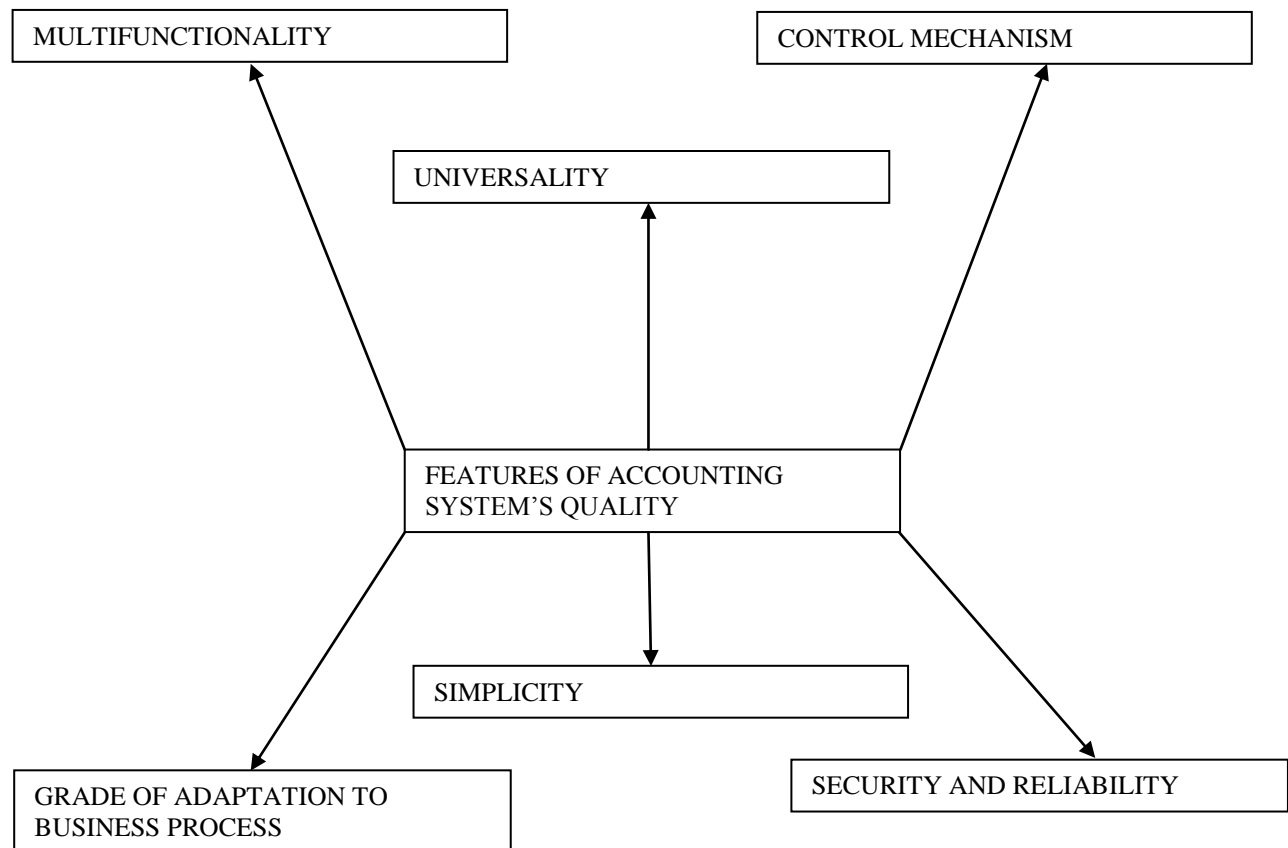 MULTIFUNCTIONALITY
CONTROL MECHANISM
UNIVERSALITY
FEATURES OF ACCOUNTING
SYSTEM’S QUALITY
SIMPLICITY
GRADE OF ADAPTATION TO
BUSINESS PROCESS
SECURITY AND RELIABILITY